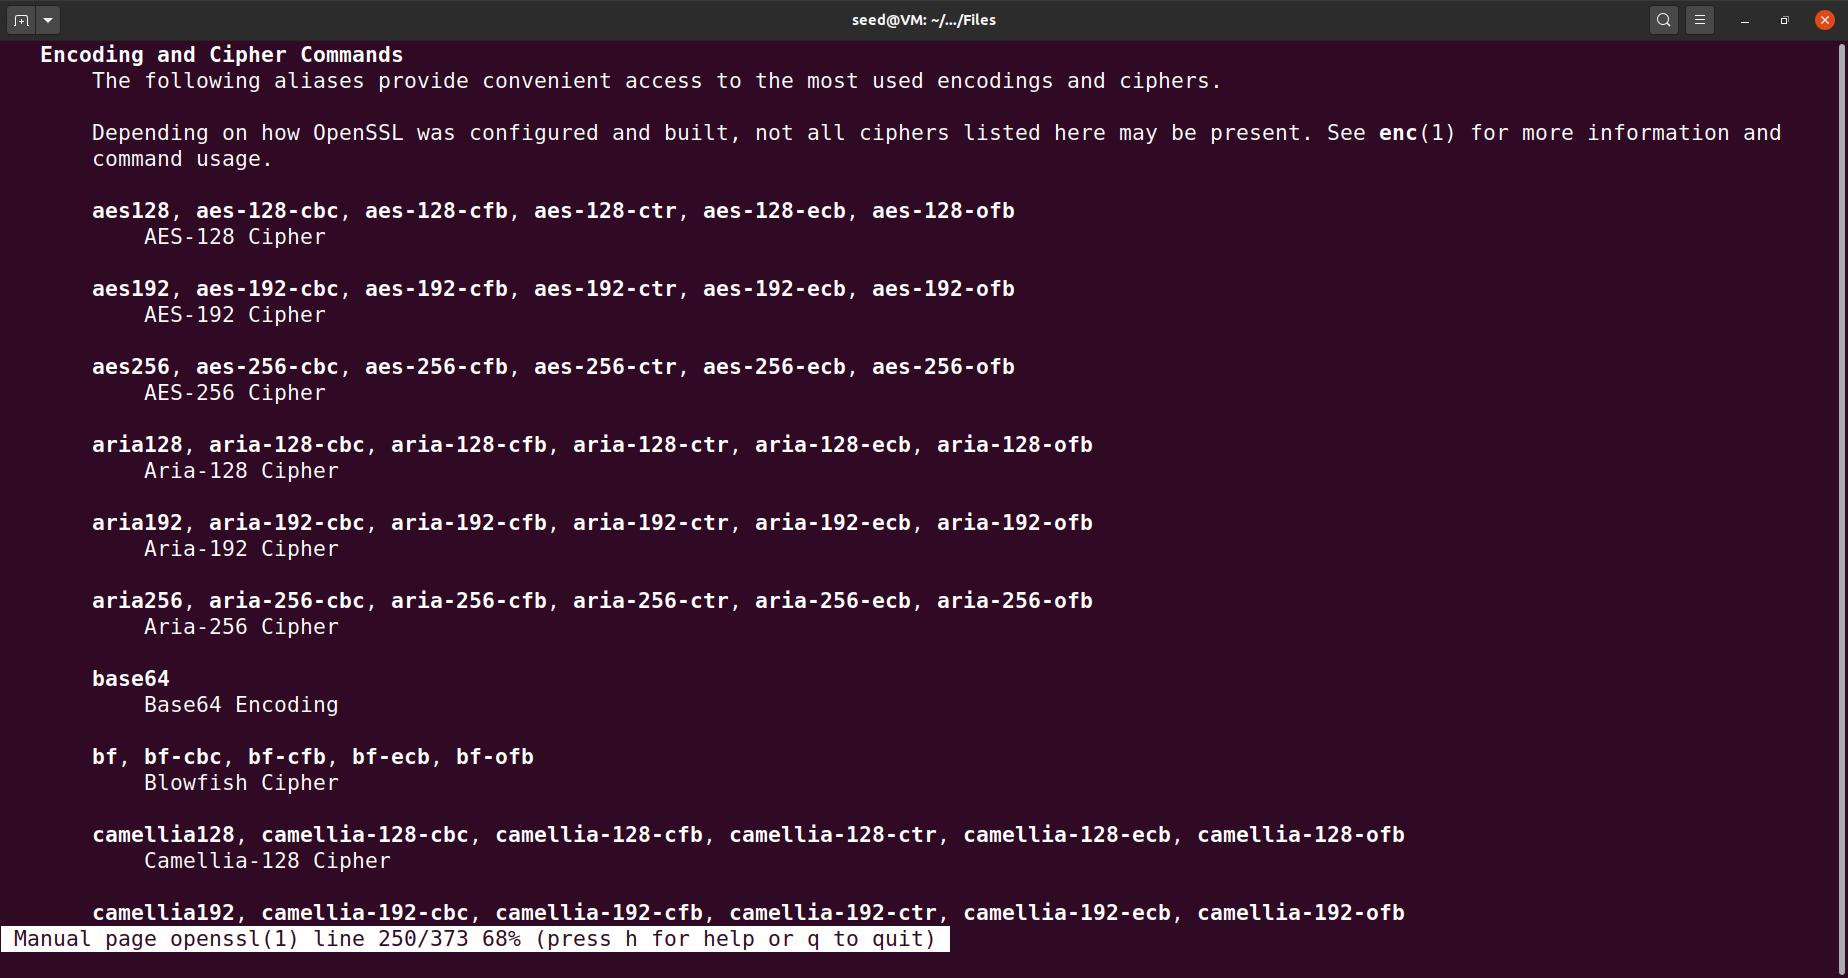 seed@VM: ~/.../Files
Encoding and Cipher Commands
The following aliases provide convenient access to the most used encodings and ciphers.
Depending on how OpenSSL was configured and built, not all ciphers listed here may be present. See enc(1) for more information and
command usage.
aes128, aes-128-cbc, aes-128-cfb, aes-128-ctr, aes-128-ecb, aes-128-ofb
AES-128 Cipher
aes192, aes-192-cbc, aes-192-cfb, aes-192-ctr, aes-192-ecb, aes-192-ofb
AES-192 Cipher
aes256, aes-256-cbc, aes-256-cfb, aes-256-ctr, aes-256-ecb, aes-256-ofb
AES-256 Cipher
aria128, aria-128-cbc, aria-128-cfb, aria-128-ctr, aria-128-ecb, aria-128-ofb
Aria-128 Cipher
aria192, aria-192-cbc, aria-192-cfb, aria-192-ctr, aria-192-ecb, aria-192-ofb
Aria-192 Cipher
aria256, aria-256-cbc, aria-256-cfb, aria-256-ctr, aria-256-ecb, aria-256-ofb
Aria-256 Cipher
base64
Base64 Encoding
bf, bf-cbc, bf-cfb, bf-ecb, bf-ofb
Blowfish Cipher
camellia128, camellia-128-cbc, camellia-128-cfb, camellia-128-ctr, camellia-128-ecb, camellia-128-ofb
Camellia-128 Cipher
camellia192, camellia-192-cbc, camellia-192-cfb, camellia-192-ctr, camellia-192-ecb, camellia-192-ofb
Manual page openssl(1) line 250/373 68% (press h for help or q to quit)